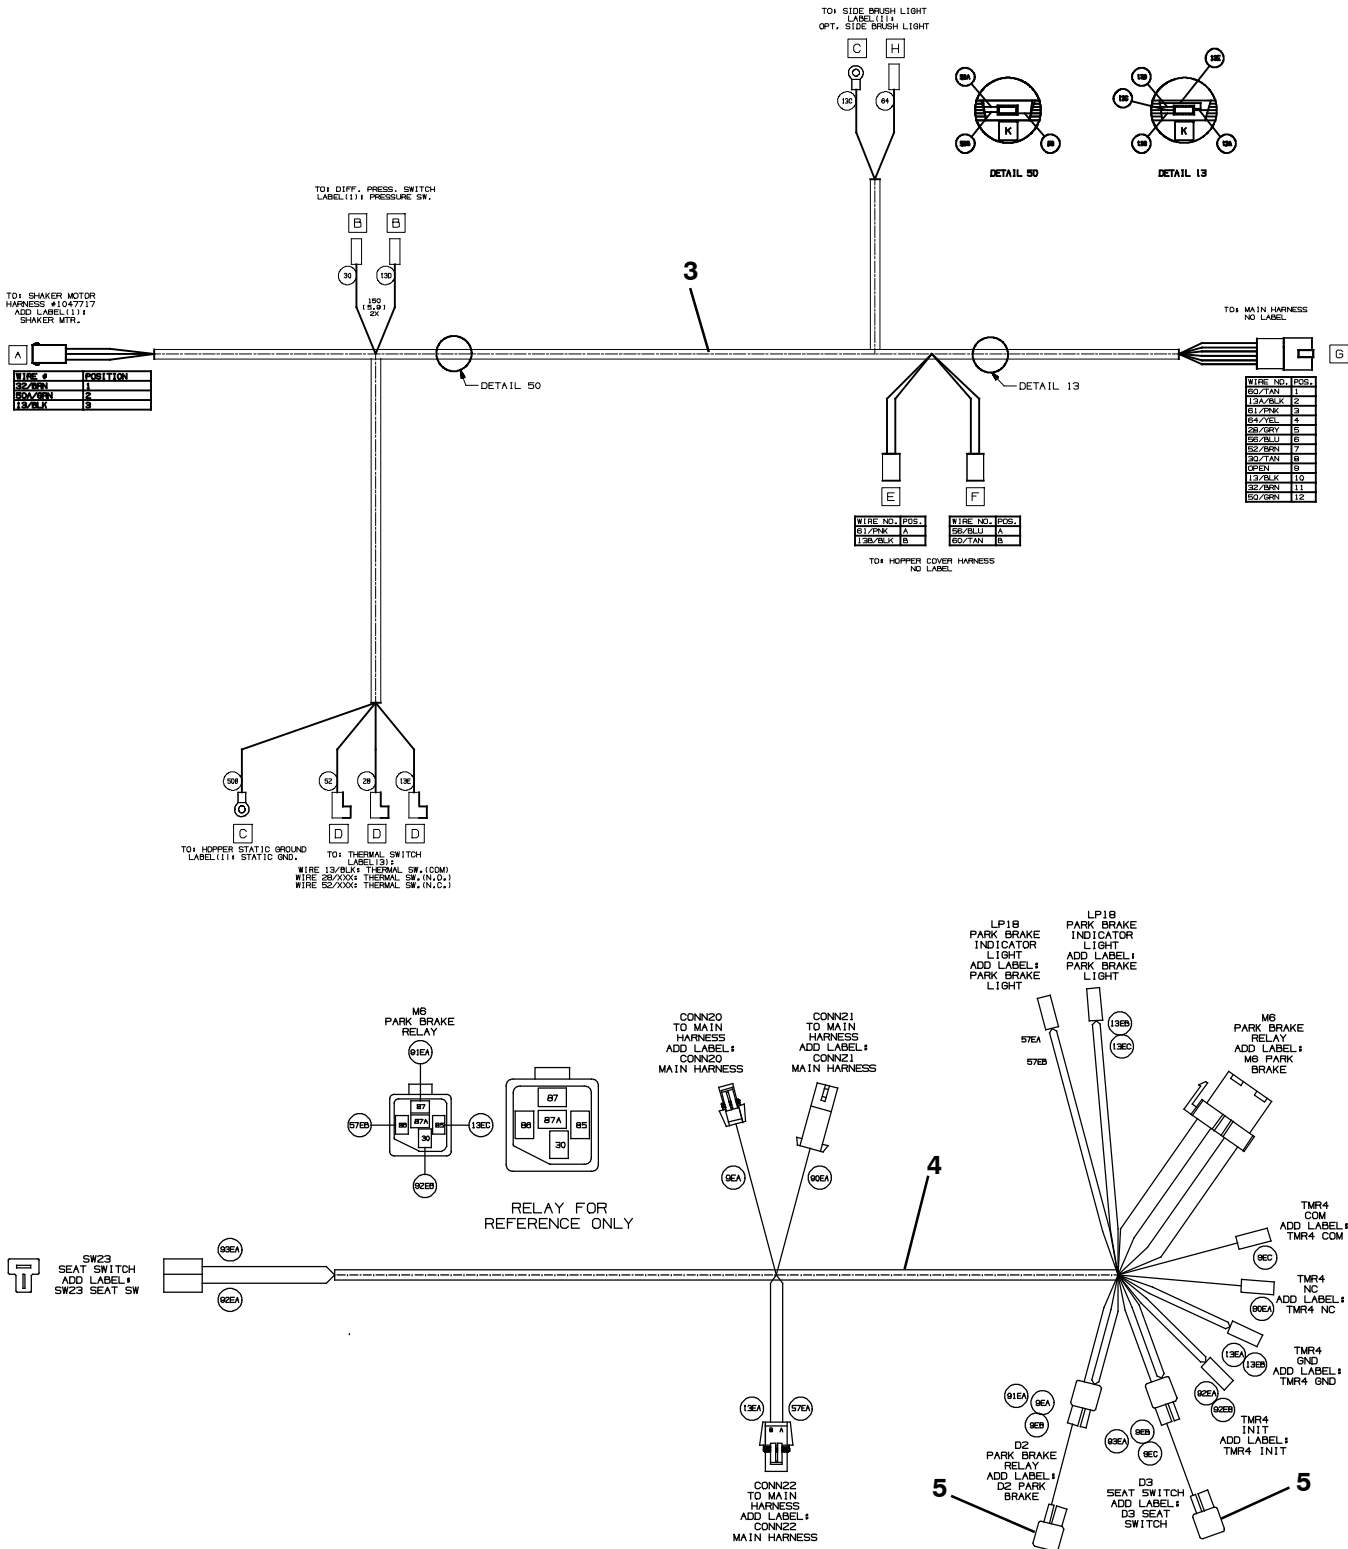 TO: SIDE BRUSH LIGHT
LABEL(1):
OPT. SIDE BRUSH LIGHT
C
H
13C
64
K
50
DETAIL 50
K
DETAIL 13
TO: DIFF. PRESS. SWITCH
LABEL(1): PRESSURE SW.
B
B
30
13D
150
(5.9)
2X
3
TO: SHAKER MOTOR
HARNESS #1047717
ADD LABEL(1):
SHAKER MTR.
A
WIRE # POSITION
32/BRN 1
50A/GRN 2
13/BLK 3
DETAIL 50
DETAIL 13
TO: MAIN HARNESS
NO LABEL
G
WIRE NO. POS.
60/TAN 1
13A/BLK 2
61/PNK 3
64/YEL 4
28/GRY 5
56/BLU 6
52/BRN 7
30/TAN 8
OPEN 9
13/BLK 10
32/BRN 11
50/GRN 12
E
F
WIRE NO. POS.
61/PNK A
13B/BLK B
WIRE NO. POS.
56/BLU A
60/TAN B
TO: HOPPER COVER HARNESS
NO LABEL
50B
52
28
13E
C
D
D
D
TO: HOPPER STATIC GROUND
LABEL(1): STATIC GND.
TO: THERMAL SWITCH
LABEL(3):
WIRE 13/BLK: THERMAL SW.(COM)
WIRE 28/XXX: THERMAL SW.(N.O.)
WIRE 52/XXX: THERMAL SW.(N.C.)
LP18
PARK BRAKE
INDICATOR
LIGHT
ADD LABEL:
PARK BRAKE
LIGHT
LP18
PARK BRAKE
INDICATOR
LIGHT
ADD LABEL:
PARK BRAKE
LIGHT
M6
PARK BRAKE
RELAY
91EA
87
86
87A
85
30
57EB
13EC
92EB
87
86
87A
85
30
RELAY FOR
REFERENCE ONLY
CONN20
TO MAIN
HARNESS
ADD LABEL:
CONN20
MAIN HARNESS
CONN21
TO MAIN
HARNESS
ADD LABEL:
CONN21
MAIN HARNESS
9EA
90EA
57EA
57EB
13EB
13EC
M6
PARK BRAKE
RELAY
ADD LABEL:
M6 PARK
BRAKE
4
SW23
SEAT SWITCH
ADD LABEL:
SW23 SEAT SW
93EA
92EA
TMR4
COM
ADD LABEL:
TMR4 COM
9EC
TMR4
NC
ADD LABEL:
TMR4 NC
90EA
TMR4
GND
ADD LABEL:
TMR4 GND
13EA
13EB
92EA
92EB
TMR4
INIT
ADD LABEL:
TMR4 INIT
13EA
57EA
B A
CONN22
TO MAIN
HARNESS
ADD LABEL:
CONN22
MAIN HARNESS
91EA
9EA
9EB
D2
PARK BRAKE
RELAY
ADD LABEL:
D2 PARK
BRAKE
93EA
9EB
9EC
D3
SEAT SWITCH
ADD LABEL:
D3 SEAT
SWITCH
5
5